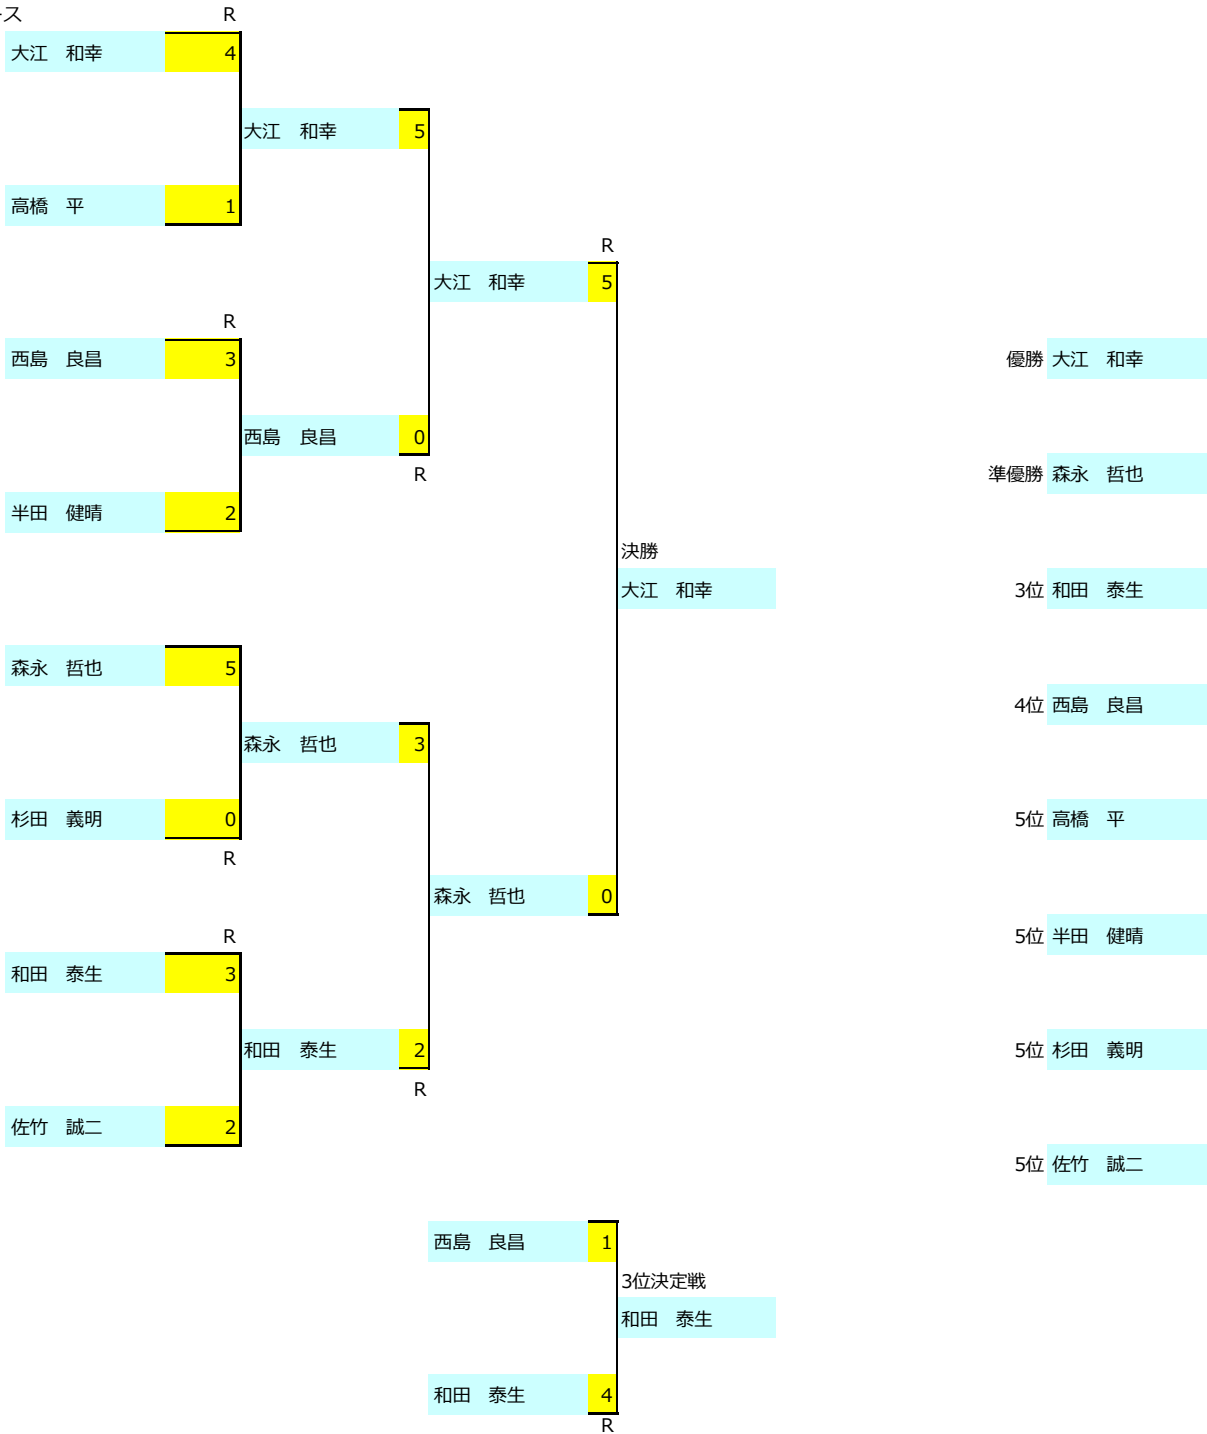 ース R
大江　和幸 4
大江　和幸 5
高橋　平 1
R
大江　和幸 5
R
西島　良昌 3
優勝 大江　和幸
西島　良昌 0
R
準優勝 森永　哲也
半田　健晴 2
決勝
大江　和幸
3位 和田　泰生
森永　哲也 5
4位 西島　良昌
森永　哲也 3
杉田　義明 0
5位 高橋　平
R
森永　哲也 0
R
5位 半田　健晴
和田　泰生 3
和田　泰生 2
5位 杉田　義明
R
佐竹　誠二 2
5位 佐竹　誠二
西島　良昌 1
3位決定戦
和田　泰生
和田　泰生 4
R